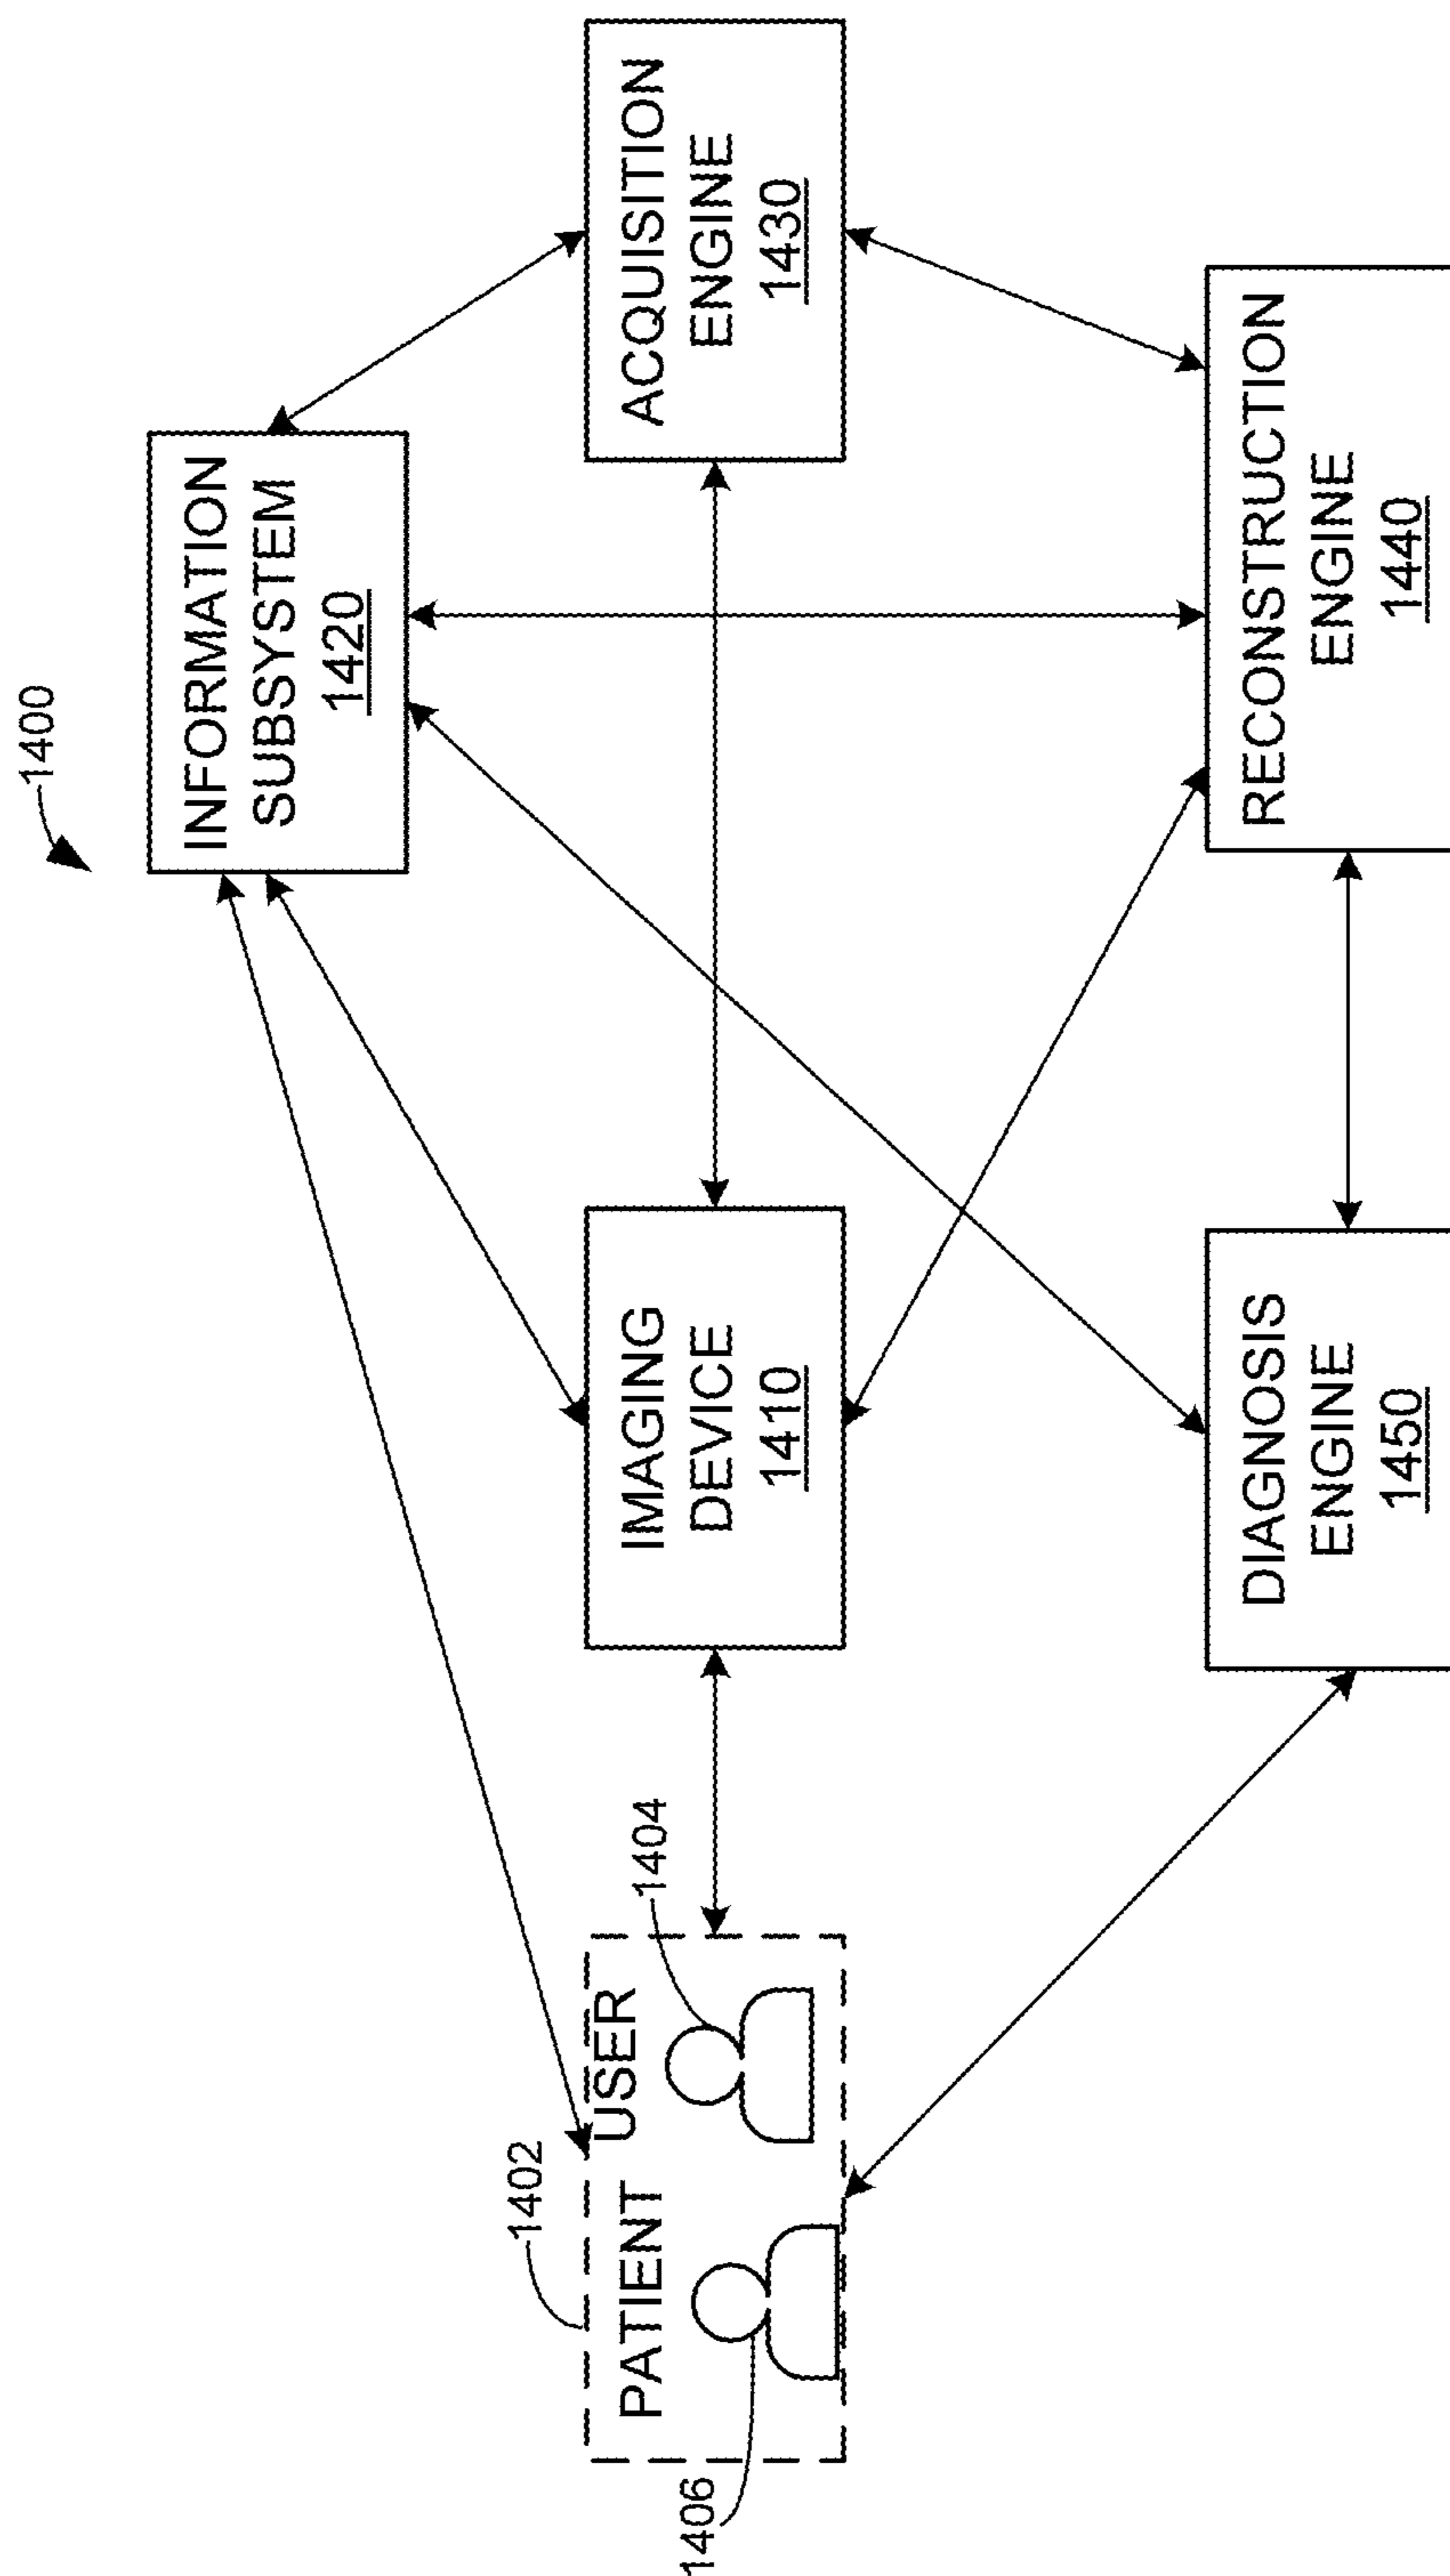 1400
INFORMATION
SUBSYSTEM
1420
1402
1404
1406
PATIENT
USER
IMAGING
DEVICE
1410
ACQUISITION
ENGINE
1430
DIAGNOSIS
ENGINE
1450
RECONSTRUCTION
ENGINE
1440